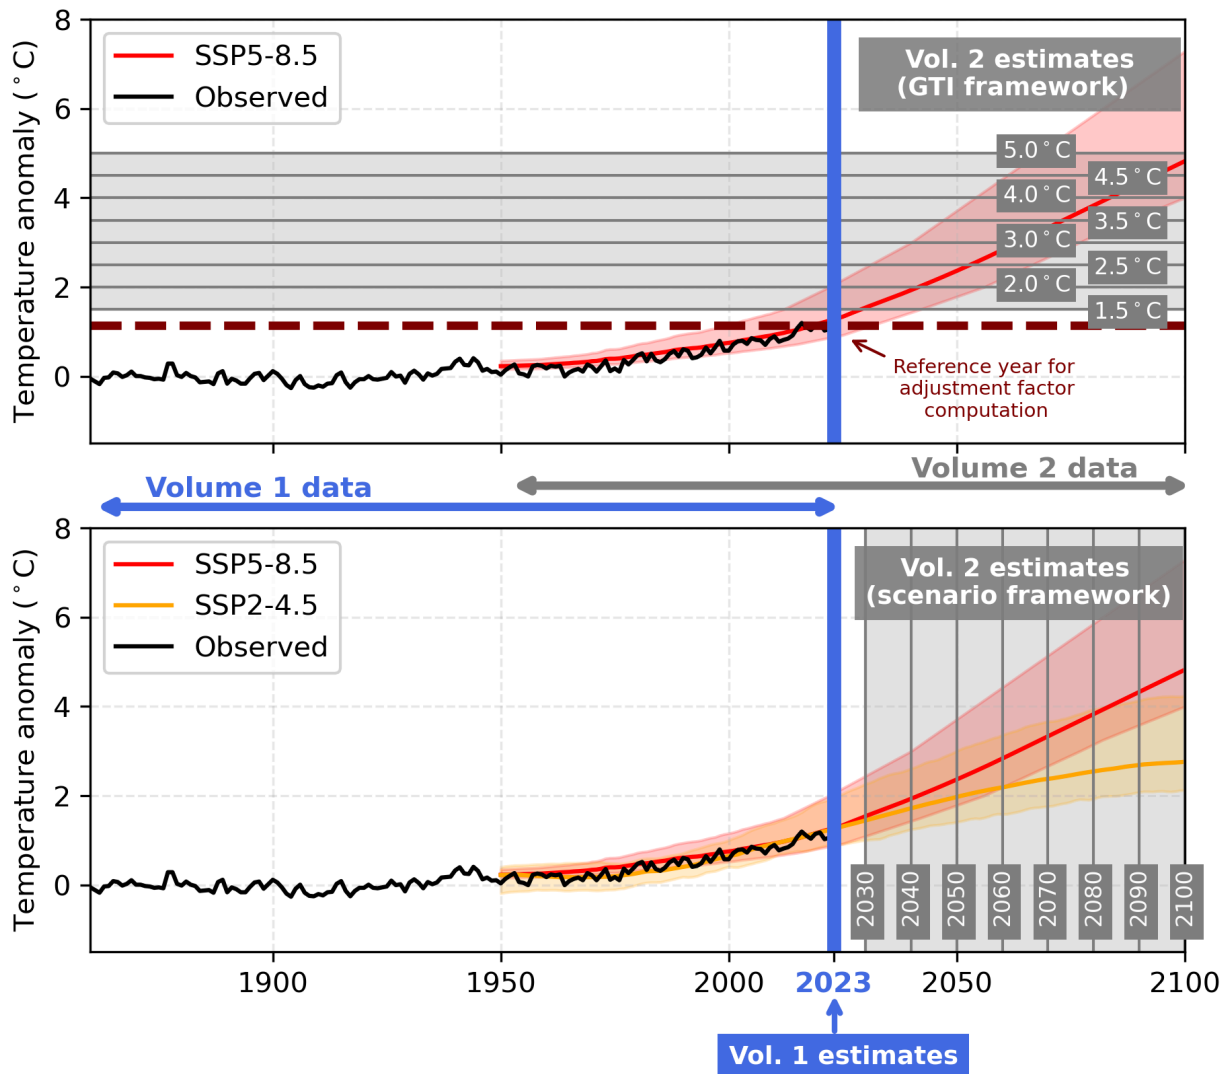 8
6
4
2
0
Temperature anomaly (°C)
SSP5-8.5
Observed
Vol. 2 estimates
(GTI framework)
5.0°C
4.5°C
4.0°C
3.5°C
3.0°C
2.5°C
2.0°C
1.5°C
Reference year for
adjustment factor
computation
Volume 1 data
Volume 2 data
8
6
4
2
0
Temperature anomaly (°C)
SSP5-8.5
SSP2-4.5
Observed
Vol. 2 estimates
(scenario framework)
2030
2040
2050
2060
2070
2080
2090
2100
1900
1950
2000
2023
2050
2100
Vol. 1 estimates